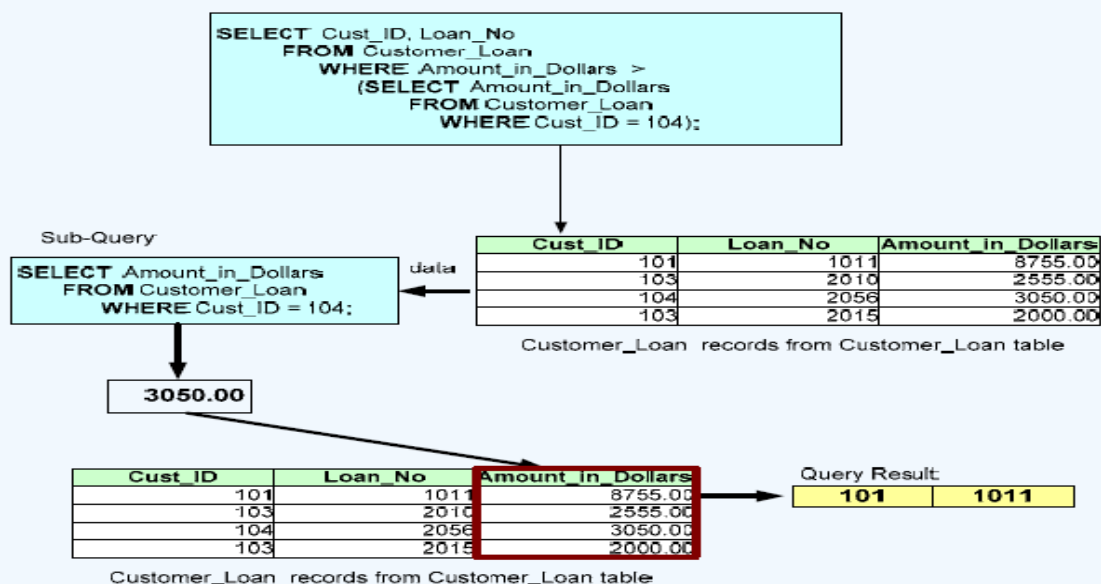 SELECT Cust_ID, Loan_No
FROM Customer_Loan
WHERE Amount_in_Dollars >
(SELECT Amount_in_Dollars
FROM Customer_Loan
WHERE Cust_ID = 104);
Sub-Query
SELECT Amount_in_Dollars
FROM Customer_Loan
WHERE Cust_ID = 104;
data
Cust_ID Loan_No Amount_in_Dollars
101 1011 8755.00
103 2010 2555.00
104 2056 3050.00
103 2015 2000.00
Customer_Loan records from Customer_Loan table
3050.00
Cust_ID Loan_No Amount_in_Dollars
101 1011 8755.00
103 2010 2555.00
104 2056 3050.00
103 2015 2000.00
Customer_Loan records from Customer_Loan table
Query Result:
101 1011